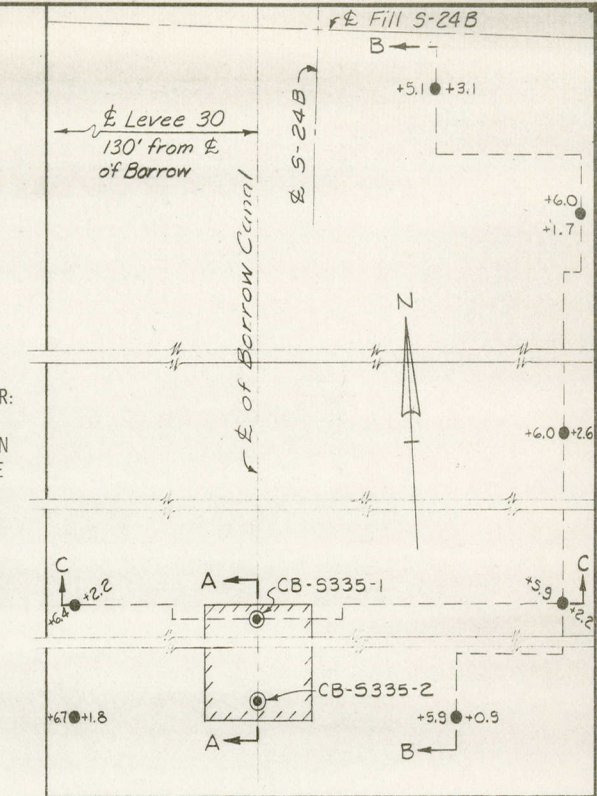 ℄ Fill S-24B
B
+5.1 +3.1
℄ Levee 30
130' from ℄
of Borrow
℄ S-24B
+6.0
+1.7
℄ of Borrow Canal
N
R:
N
E
+6.0 +2.6
C
+6.4 +2.2
A
CB-S335-1
C
+5.9
+2.2
CB-S335-2
A
+6.7 +1.8
+5.9 +0.9
B